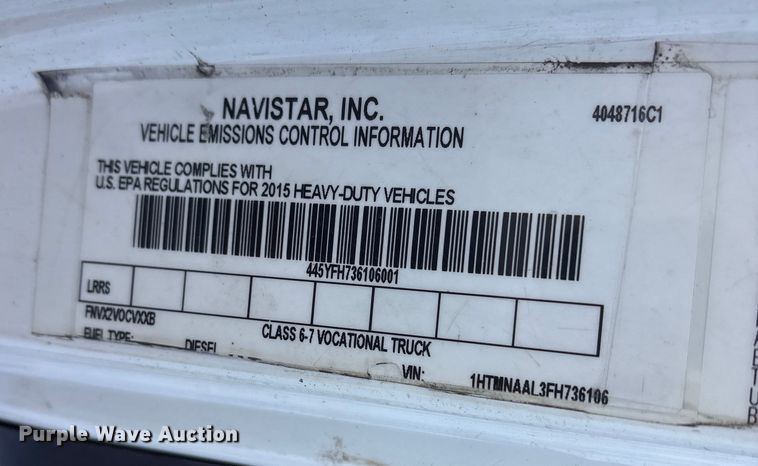 NAVISTAR, INC.
4048716C1
VEHICLE EMISSIONS CONTROL INFORMATION
THIS VEHICLE COMPLIES WITH
U.S. EPA REGULATIONS FOR 2015 HEAVY-DUTY VEHICLES
445YFH736106001
LRRS
FNVX2VOCVXXB
CLASS 6-7 VOCATIONAL TRUCK
FUEL TYPE: DIESEL
VIN: 1HTMNAAL3FH736106
Purple Wave Auction